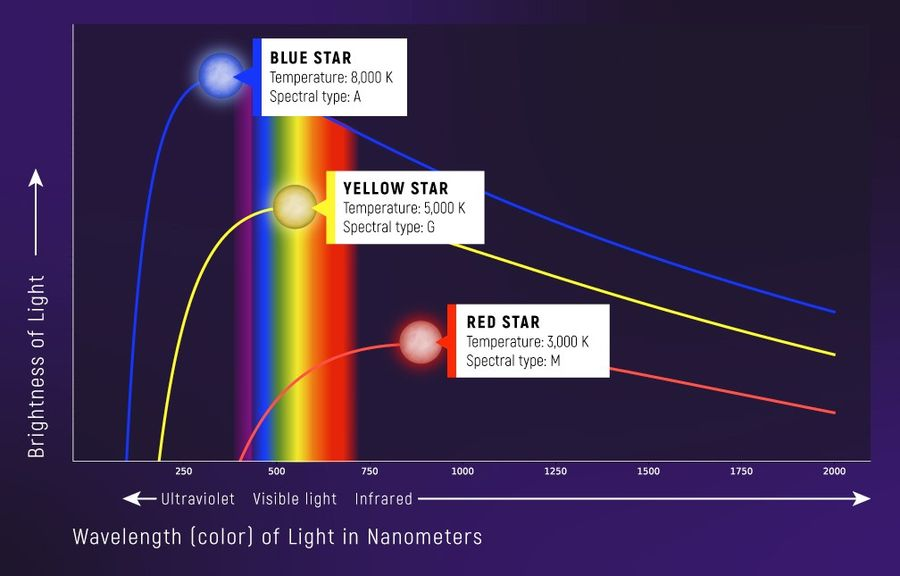 BLUE STAR
Temperature: 8,000 K
Spectral type: A
YELLOW STAR
Temperature: 5,000 K
Spectral type: G
RED STAR
Temperature: 3,000 K
Spectral type: M
Brightness of Light
250 500 750 1000 1250 1500 1750 2000
Ultraviolet Visible light Infrared
Wavelength (color) of Light in Nanometers